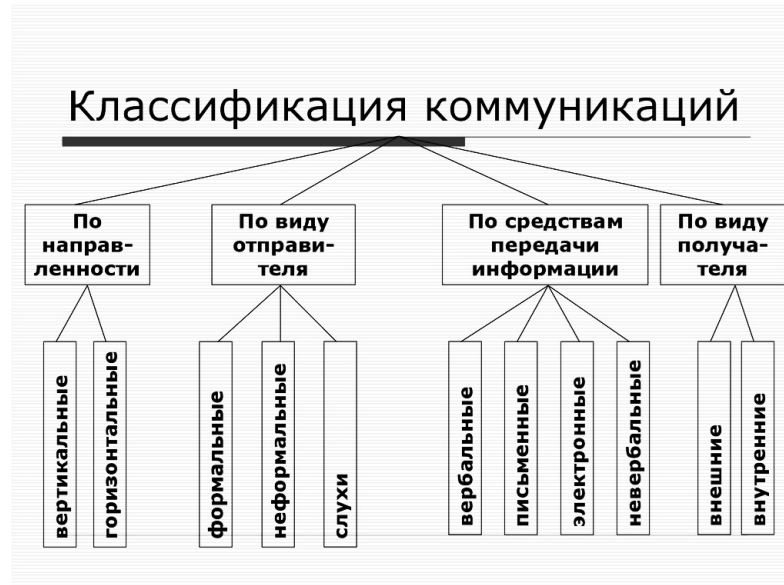 Классификация коммуникаций
По
направ-
ленности
По виду
отправи-
теля
По средствам
передачи
информации
По виду
получа-
теля
вертикальные
горизонтальные
формальные
неформальные
слухи
вербальные
письменные
электронные
невербальные
внешние
внутренние